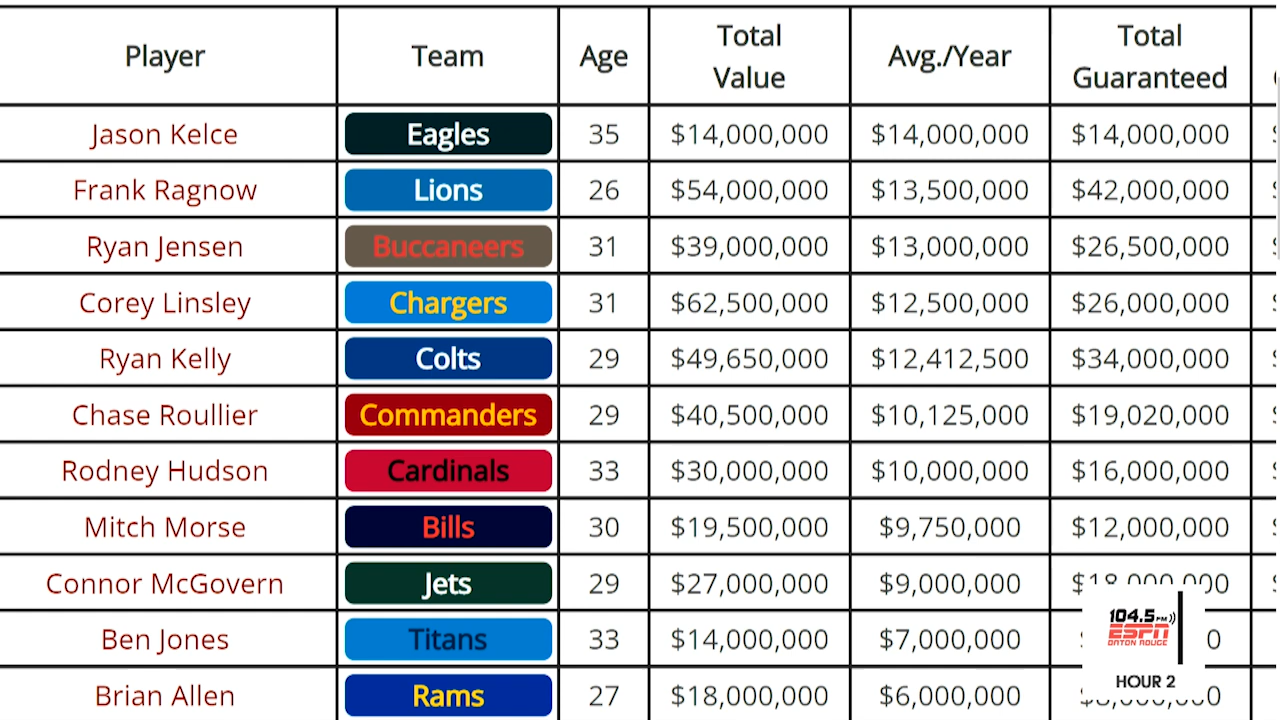 Player Team Age Total Value Avg./Year Total Guaranteed
Jason Kelce Eagles 35 $14,000,000 $14,000,000 $14,000,000
Frank Ragnow Lions 26 $54,000,000 $13,500,000 $42,000,000
Ryan Jensen Buccaneers 31 $39,000,000 $13,000,000 $26,500,000
Corey Linsley Chargers 31 $62,500,000 $12,500,000 $26,000,000
Ryan Kelly Colts 29 $49,650,000 $12,412,500 $34,000,000
Chase Roullier Commanders 29 $40,500,000 $10,125,000 $19,020,000
Rodney Hudson Cardinals 33 $30,000,000 $10,000,000 $16,000,000
Mitch Morse Bills 30 $19,500,000 $9,750,000 $12,000,000
Connor McGovern Jets 29 $27,000,000 $9,000,000 $18,000,000
Ben Jones Titans 33 $14,000,000 $7,000,000
Brian Allen Rams 27 $18,000,000 $6,000,000
104.5 FM
ESPN
BATON ROUGE
HOUR 2